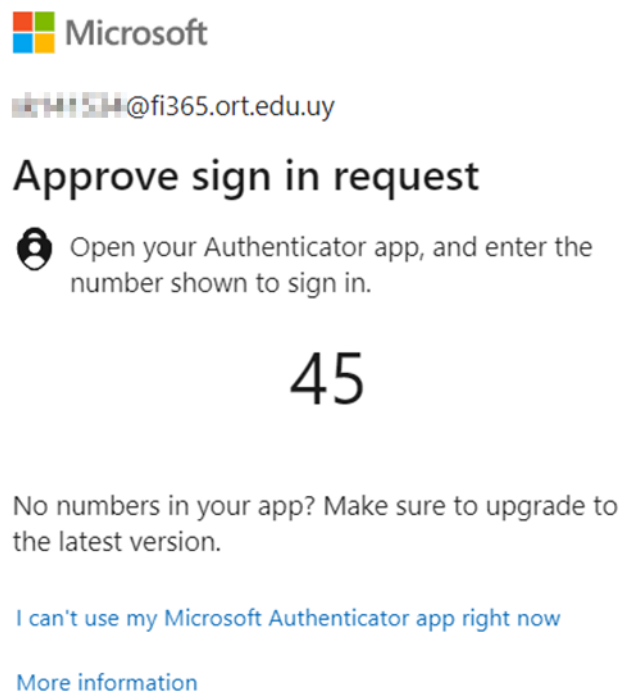 Microsoft
@fi365.ort.edu.uy
Approve sign in request
Open your Authenticator app, and enter the
number shown to sign in.
45
No numbers in your app? Make sure to upgrade to
the latest version.
I can't use my Microsoft Authenticator app right now
More information